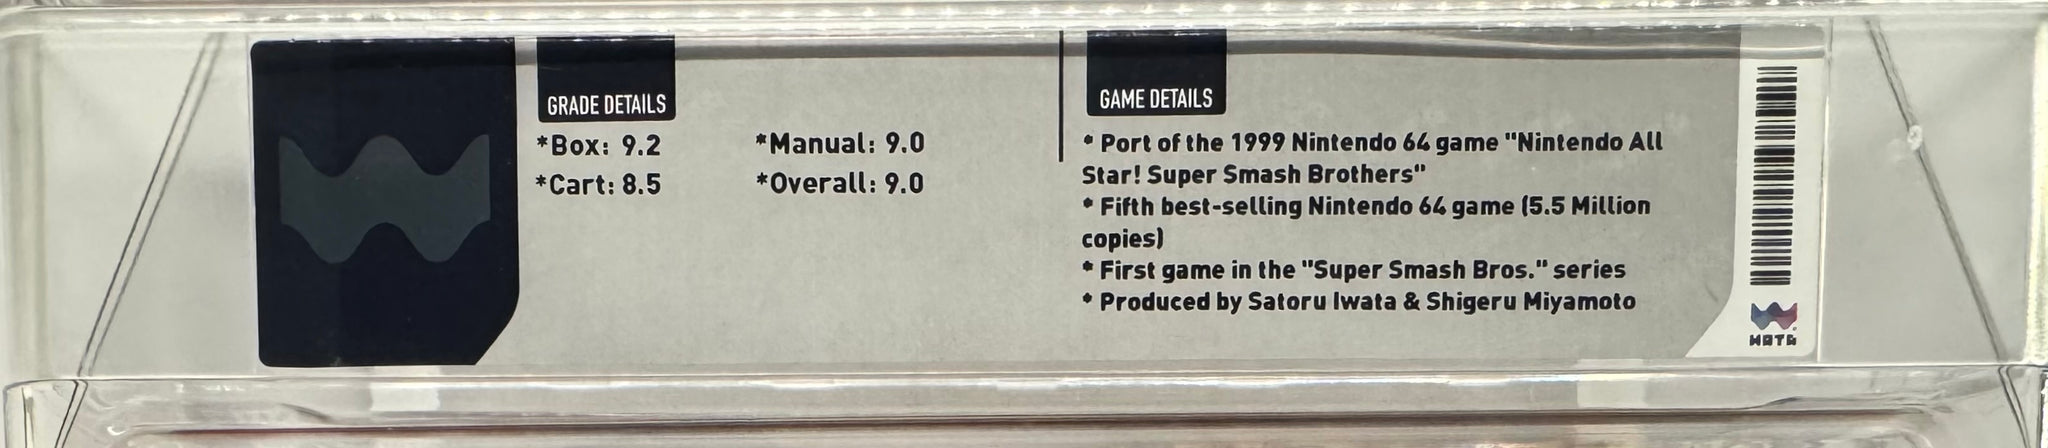 GRADE DETAILS
*Box: 9.2
*Manual: 9.0
*Cart: 8.5
*Overall: 9.0
GAME DETAILS
* Port of the 1999 Nintendo 64 game "Nintendo All
Star! Super Smash Brothers"
* Fifth best-selling Nintendo 64 game (5.5 Million
copies)
* First game in the "Super Smash Bros." series
* Produced by Satoru Iwata & Shigeru Miyamoto
WATA